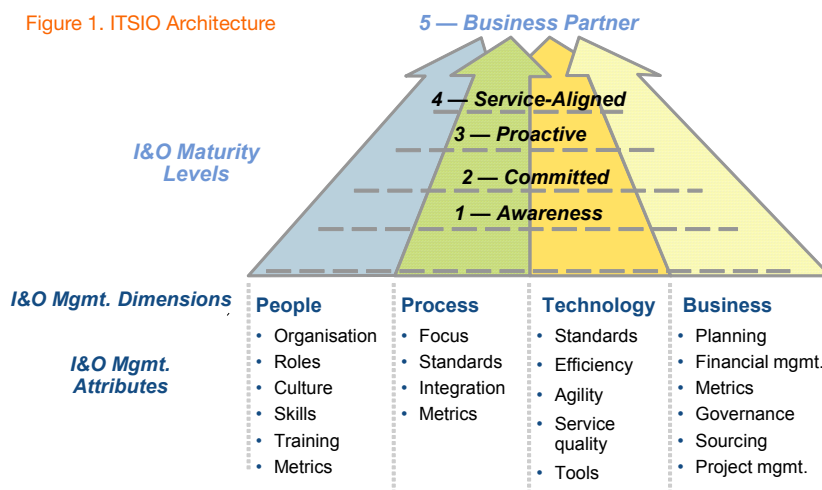 Figure 1. ITSIO Architecture
5 — Business Partner
4 — Service-Aligned
3 — Proactive
I&O Maturity
Levels
2 — Committed
1 — Awareness
I&O Mgmt. Dimensions
I&O Mgmt.
Attributes
People
• Organisation
• Roles
• Culture
• Skills
• Training
• Metrics
Process
• Focus
• Standards
• Integration
• Metrics
Technology
• Standards
• Efficiency
• Agility
• Service
quality
• Tools
Business
• Planning
• Financial mgmt.
• Metrics
• Governance
• Sourcing
• Project mgmt.